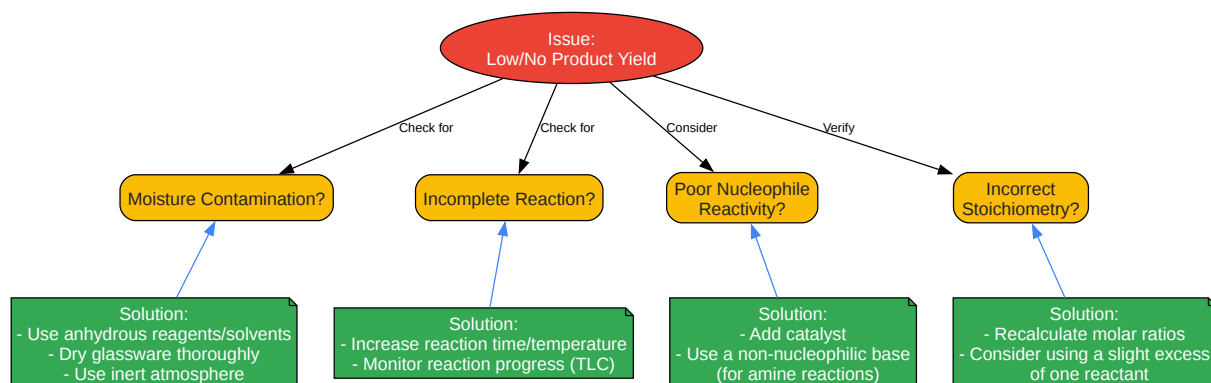 Issue:
Low/No Product Yield
Check for
Check for
Consider
Verify
Moisture Contamination?
Incomplete Reaction?
Poor Nucleophile
Reactivity?
Incorrect
Stoichiometry?
Solution:
- Use anhydrous reagents/solvents
- Dry glassware thoroughly
- Use inert atmosphere
Solution:
- Increase reaction time/temperature
- Monitor reaction progress (TLC)
Solution:
- Add catalyst
- Use a non-nucleophilic base
(for amine reactions)
Solution:
- Recalculate molar ratios
- Consider using a slight excess
of one reactant